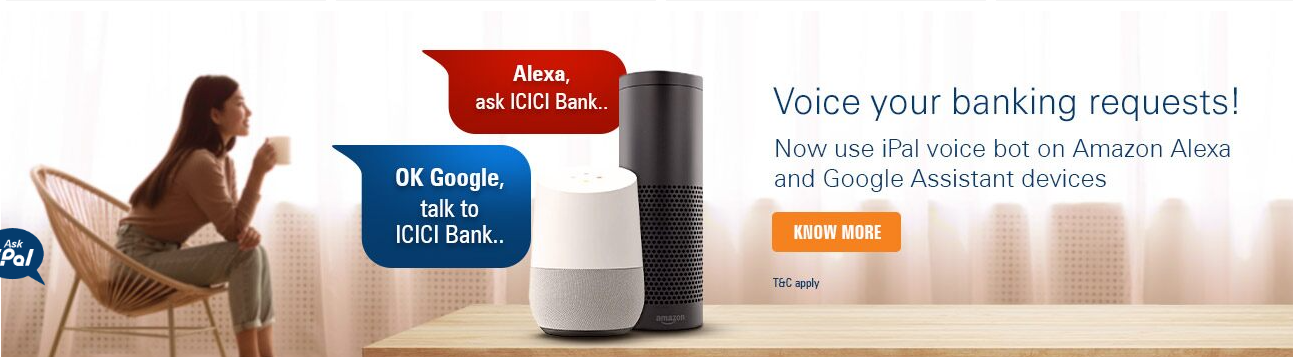 Alexa,
ask ICICI Bank..
OK Google,
talk to
ICICI Bank..
Voice your banking requests!
Now use iPal voice bot on Amazon Alexa
and Google Assistant devices
KNOW MORE
T&C apply
Ask
iPal
amazon